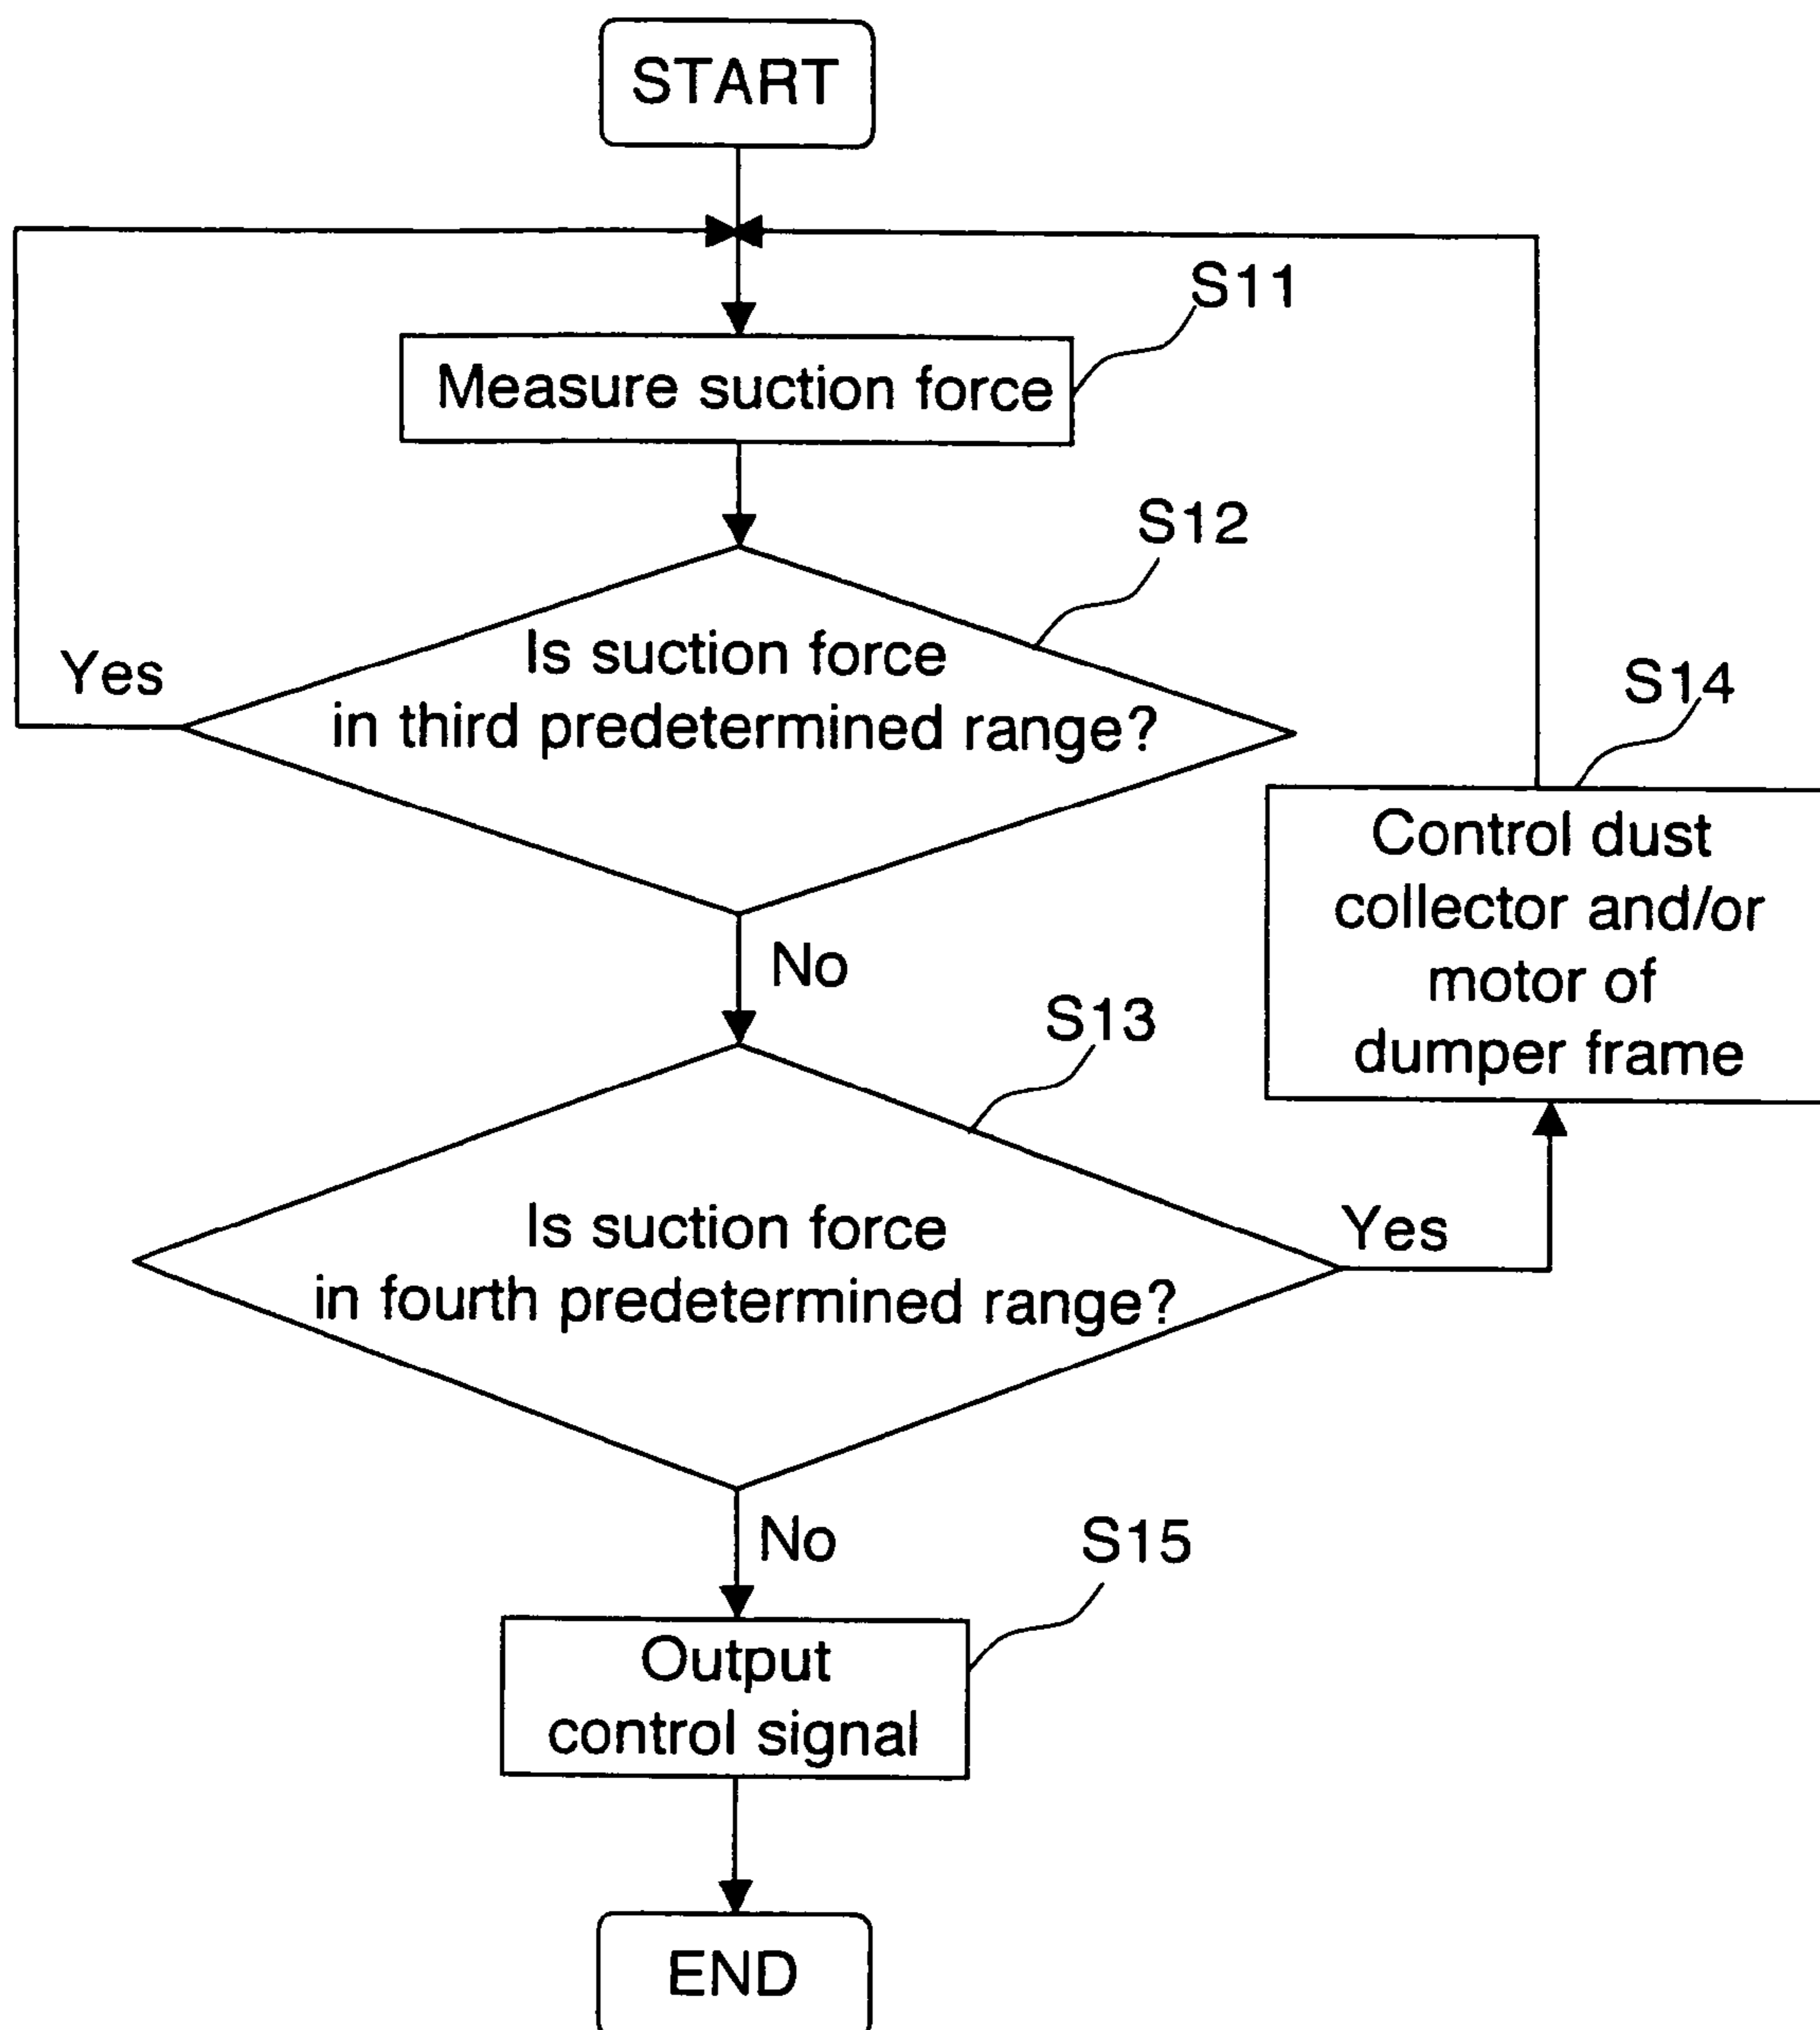 START
S11
Measure suction force
S12
Is suction force
in third predetermined range?
Yes
No
S14
Control dust
collector and/or
motor of
dumper frame
S13
Is suction force
in fourth predetermined range?
Yes
No
S15
Output
control signal
END